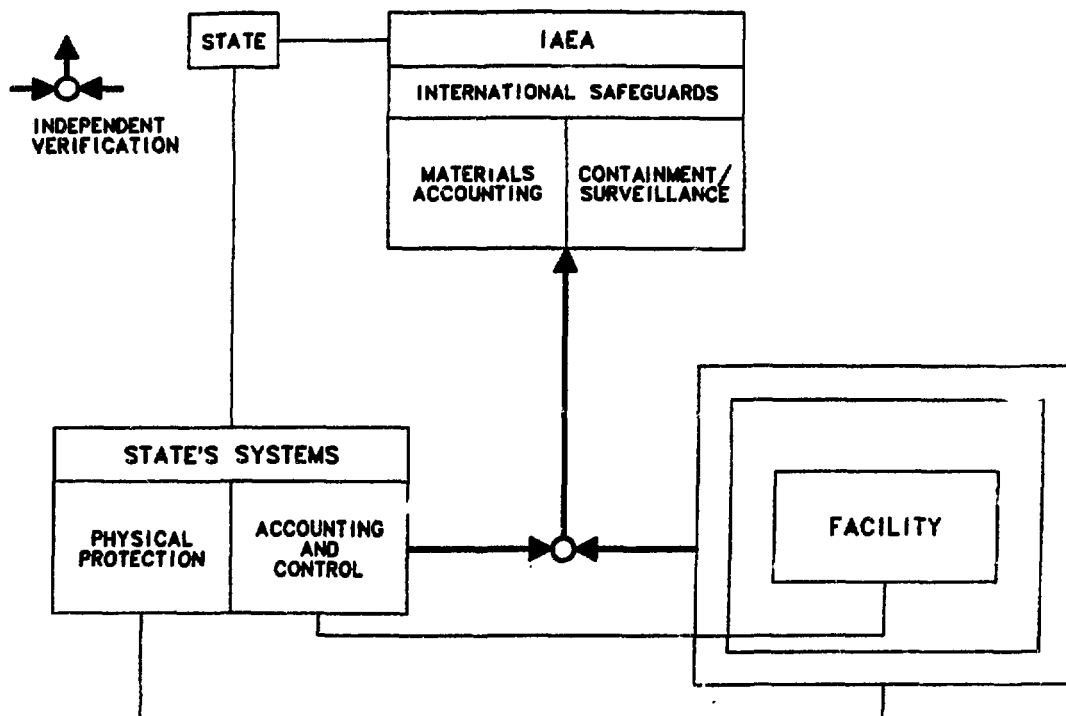 STATE
IAEA
INTERNATIONAL SAFEGUARDS
MATERIALS
ACCOUNTING
CONTAINMENT/
SURVEILLANCE
INDEPENDENT
VERIFICATION
STATE'S SYSTEMS
PHYSICAL
PROTECTION
ACCOUNTING
AND
CONTROL
FACILITY